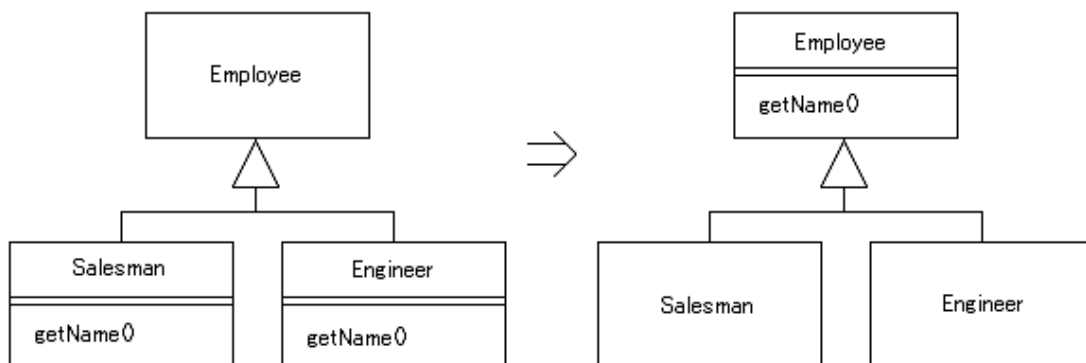 Employee
Salesman
getName()
Engineer
getName()
Employee
getName()
Salesman
Engineer